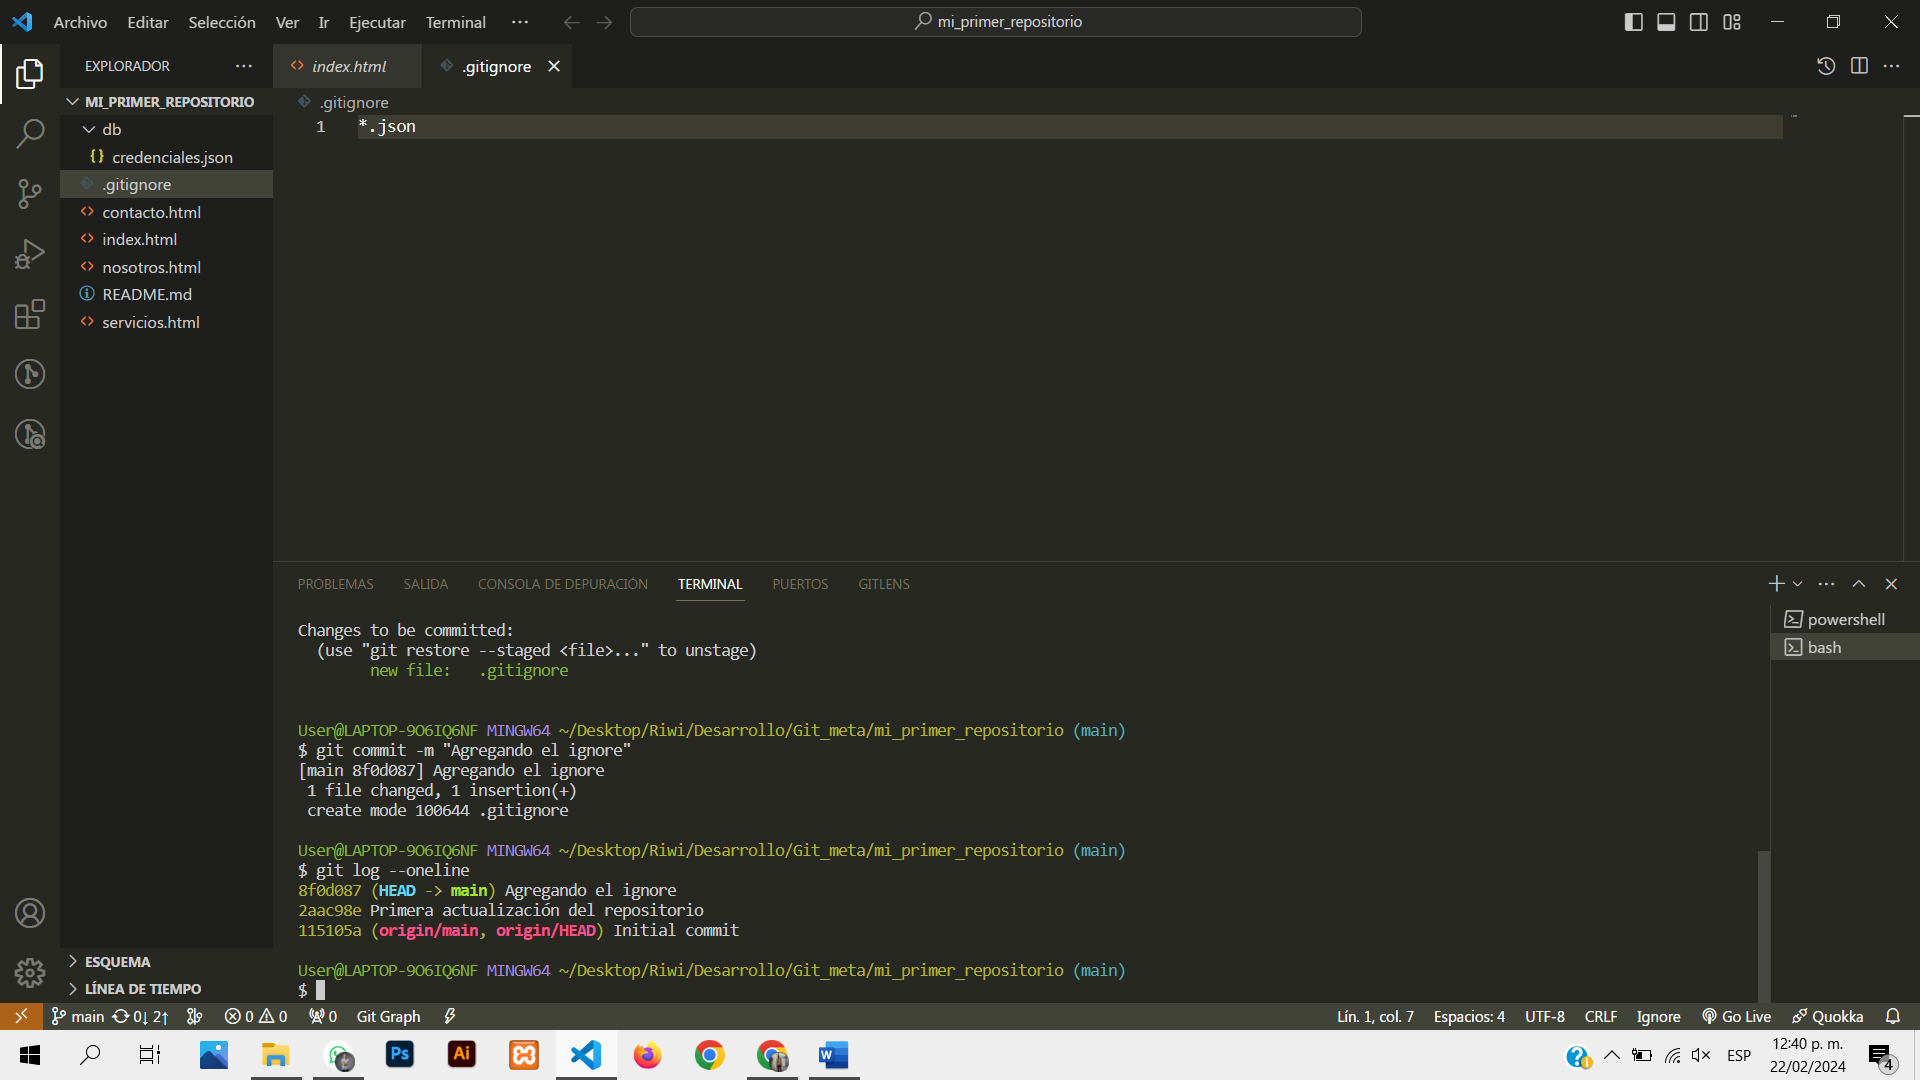 Archivo Editar Selección Ver Ir Ejecutar Terminal ··· mi_primer_repositorio
EXPLORADOR ···
index.html .gitignore
MI_PRIMER_REPOSITORIO
db
{} credenciales.json
.gitignore
contacto.html
index.html
nosotros.html
README.md
servicios.html
ESQUEMA
LÍNEA DE TIEMPO
.gitignore
1 *.json
PROBLEMAS SALIDA CONSOLA DE DEPURACIÓN TERMINAL PUERTOS GITLENS
powershell
bash
Changes to be committed:
(use "git restore --staged <file>..." to unstage)
new file: .gitignore
User@LAPTOP-9O6IQ6NF MINGW64 ~/Desktop/Riwi/Desarrollo/Git_meta/mi_primer_repositorio (main)
$ git commit -m "Agregando el ignore"
[main 8f0d087] Agregando el ignore
1 file changed, 1 insertion(+)
create mode 100644 .gitignore
User@LAPTOP-9O6IQ6NF MINGW64 ~/Desktop/Riwi/Desarrollo/Git_meta/mi_primer_repositorio (main)
$ git log --oneline
8f0d087 (HEAD -> main) Agregando el ignore
2aac98e Primera actualización del repositorio
115105a (origin/main, origin/HEAD) Initial commit
User@LAPTOP-9O6IQ6NF MINGW64 ~/Desktop/Riwi/Desarrollo/Git_meta/mi_primer_repositorio (main)
$
main 0↓ 2↑ 0 0 0 Git Graph Lín. 1, col. 7 Espacios: 4 UTF-8 CRLF Ignore Go Live Quokka
Ps Ai W ESP 12:40 p. m.
22/02/2024 4